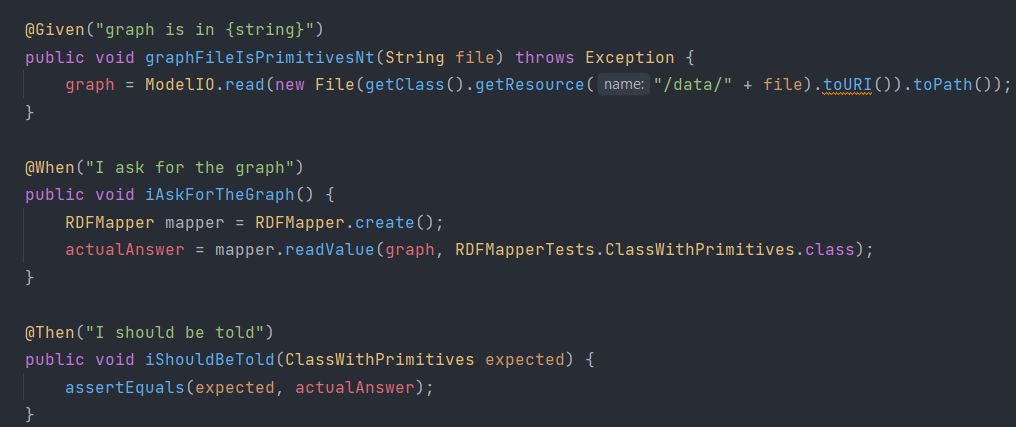 @Given("graph is in {string}")
public void graphFileIsPrimitivesNt(String file) throws Exception {
graph = ModelIO.read(new File(getClass().getResource( name: "/data/" + file).toURI()).toPath());
}
@When("I ask for the graph")
public void iAskForTheGraph() {
RDFMapper mapper = RDFMapper.create();
actualAnswer = mapper.readValue(graph, RDFMapperTests.ClassWithPrimitives.class);
}
@Then("I should be told")
public void iShouldBeTold(ClassWithPrimitives expected) {
assertEquals(expected, actualAnswer);
}